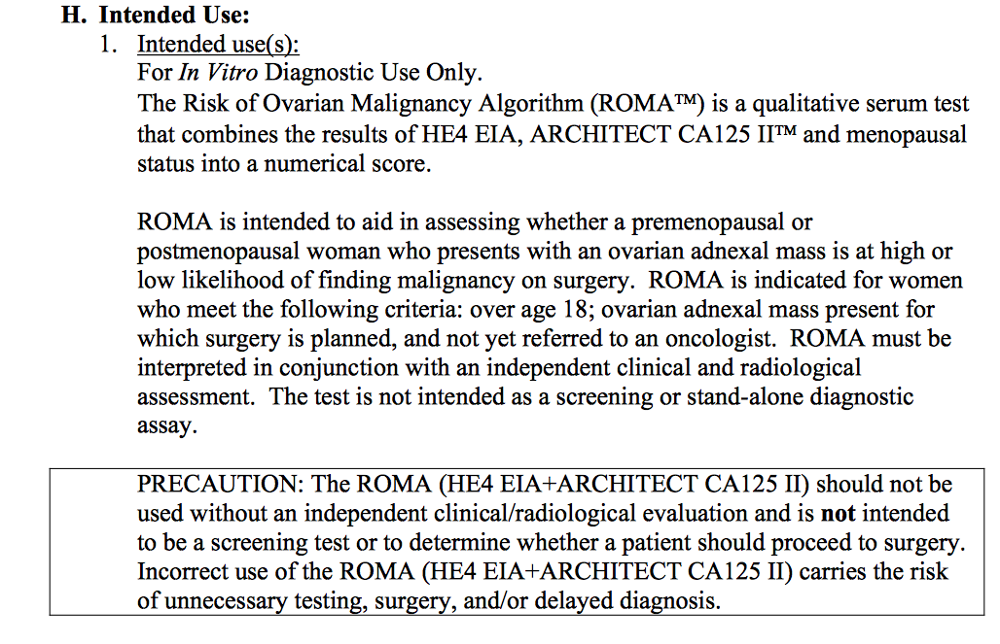 H. Intended Use:
1. Intended use(s):
For In Vitro Diagnostic Use Only.
The Risk of Ovarian Malignancy Algorithm (ROMA™) is a qualitative serum test
that combines the results of HE4 EIA, ARCHITECT CA125 II™ and menopausal
status into a numerical score.
ROMA is intended to aid in assessing whether a premenopausal or
postmenopausal woman who presents with an ovarian adnexal mass is at high or
low likelihood of finding malignancy on surgery. ROMA is indicated for women
who meet the following criteria: over age 18; ovarian adnexal mass present for
which surgery is planned, and not yet referred to an oncologist. ROMA must be
interpreted in conjunction with an independent clinical and radiological
assessment. The test is not intended as a screening or stand-alone diagnostic
assay.
PRECAUTION: The ROMA (HE4 EIA+ARCHITECT CA125 II) should not be
used without an independent clinical/radiological evaluation and is not intended
to be a screening test or to determine whether a patient should proceed to surgery.
Incorrect use of the ROMA (HE4 EIA+ARCHITECT CA125 II) carries the risk
of unnecessary testing, surgery, and/or delayed diagnosis.